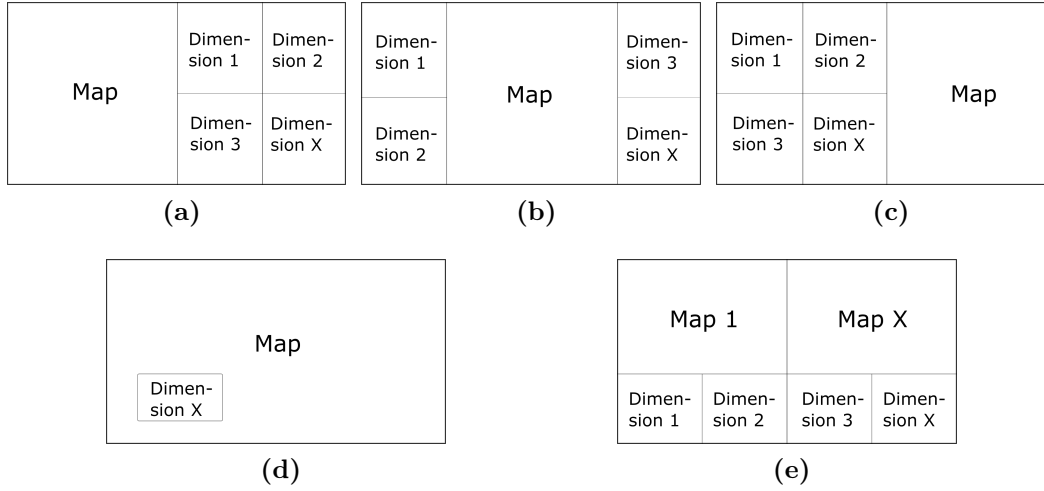 Map
Dimen-
sion 1
Dimen-
sion 2
Dimen-
sion 3
Dimen-
sion X
(a)
Dimen-
sion 1
Dimen-
sion 2
Map
Dimen-
sion 3
Dimen-
sion X
(b)
Dimen-
sion 1
Dimen-
sion 2
Dimen-
sion 3
Dimen-
sion X
Map
(c)
Map
Dimen-
sion X
(d)
Map 1
Map X
Dimen-
sion 1
Dimen-
sion 2
Dimen-
sion 3
Dimen-
sion X
(e)